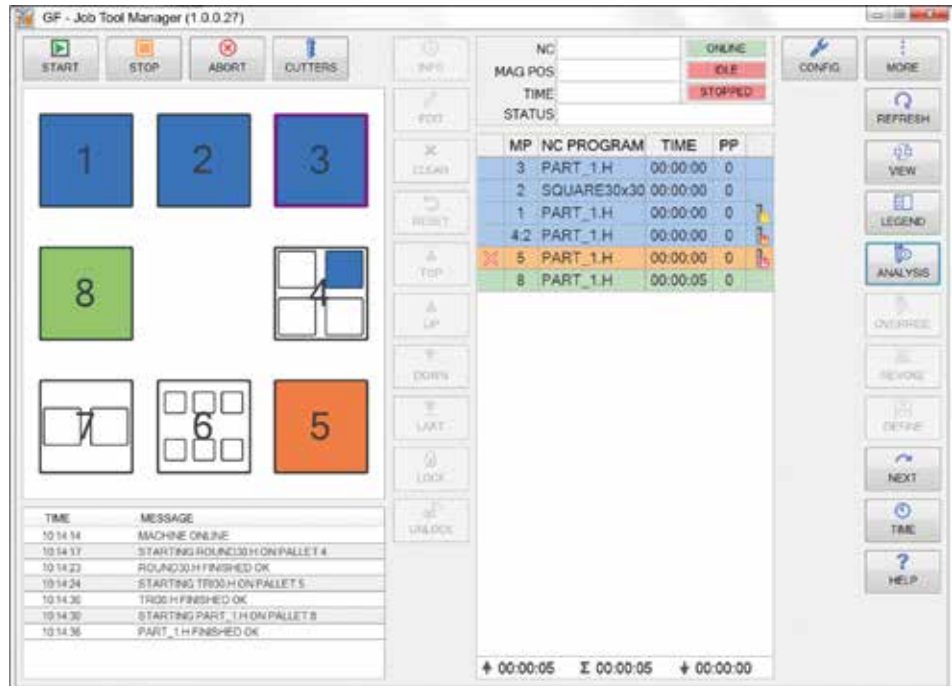 GF - Job Tool Manager (1.0.0.27)
START STOP ABORT CUTTERS
INFO
EDIT
CLEAR
RESET
TOP
UP
DOWN
LAST
LOCK
UNLOCK
NC ONLINE
MAG POS IDLE
TIME STOPPED
STATUS
CONFIG
MORE
REFRESH
VIEW
LEGEND
ANALYSIS
OVERRIDE
REVOKE
DEFINE
NEXT
TIME
HELP
1 2 3
8 4
7 6 5
MP NC PROGRAM TIME PP
3 PART_1.H 00:00:00 0
2 SQUARE30x30 00:00:00 0
1 PART_1.H 00:00:00 0
4:2 PART_1.H 00:00:00 0
5 PART_1.H 00:00:00 0
8 PART_1.H 00:00:05 0
TIME MESSAGE
10:14:14 MACHINE ONLINE
10:14:17 STARTING ROUND30.H ON PALLET 4
10:14:23 ROUND30.H FINISHED OK
10:14:24 STARTING TRI30.H ON PALLET 5
10:14:30 TRI30.H FINISHED OK
10:14:30 STARTING PART_1.H ON PALLET 8
10:14:36 PART_1.H FINISHED OK
00:00:05 Σ 00:00:05 00:00:00